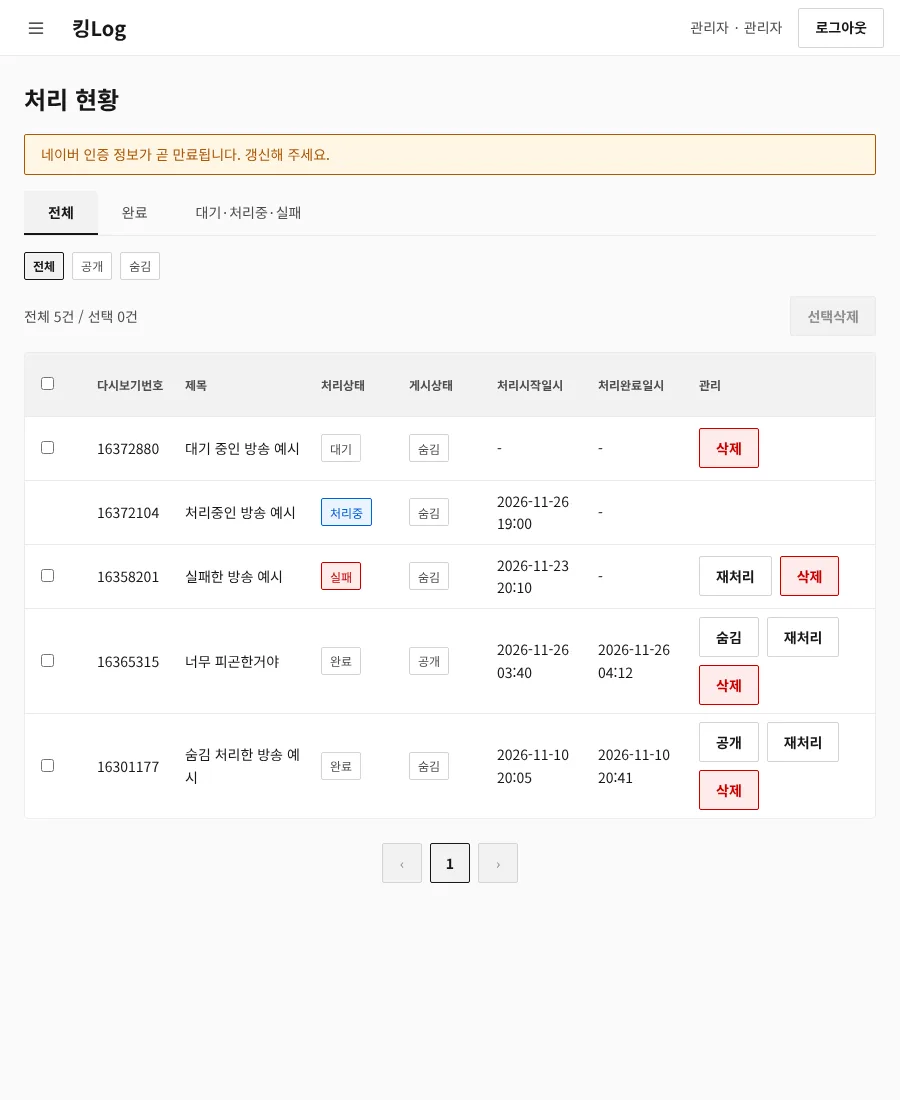 킹Log
관리자 · 관리자
로그아웃
처리 현황
네이버 인증 정보가 곧 만료됩니다. 갱신해 주세요.
전체
완료
대기·처리중·실패
전체
공개
숨김
전체 5건 / 선택 0건
선택삭제
다시보기번호
제목
처리상태
게시상태
처리시작일시
처리완료일시
관리
16372880
대기 중인 방송 예시
대기
숨김
-
-
삭제
16372104
처리중인 방송 예시
처리중
숨김
2026-11-26
19:00
-
16358201
실패한 방송 예시
실패
숨김
2026-11-23
20:10
-
재처리
삭제
16365315
너무 피곤한거야
완료
공개
2026-11-26
03:40
2026-11-26
04:12
숨김
재처리
삭제
16301177
숨김 처리한 방송 예
시
완료
숨김
2026-11-10
20:05
2026-11-10
20:41
공개
재처리
삭제
‹
1
›